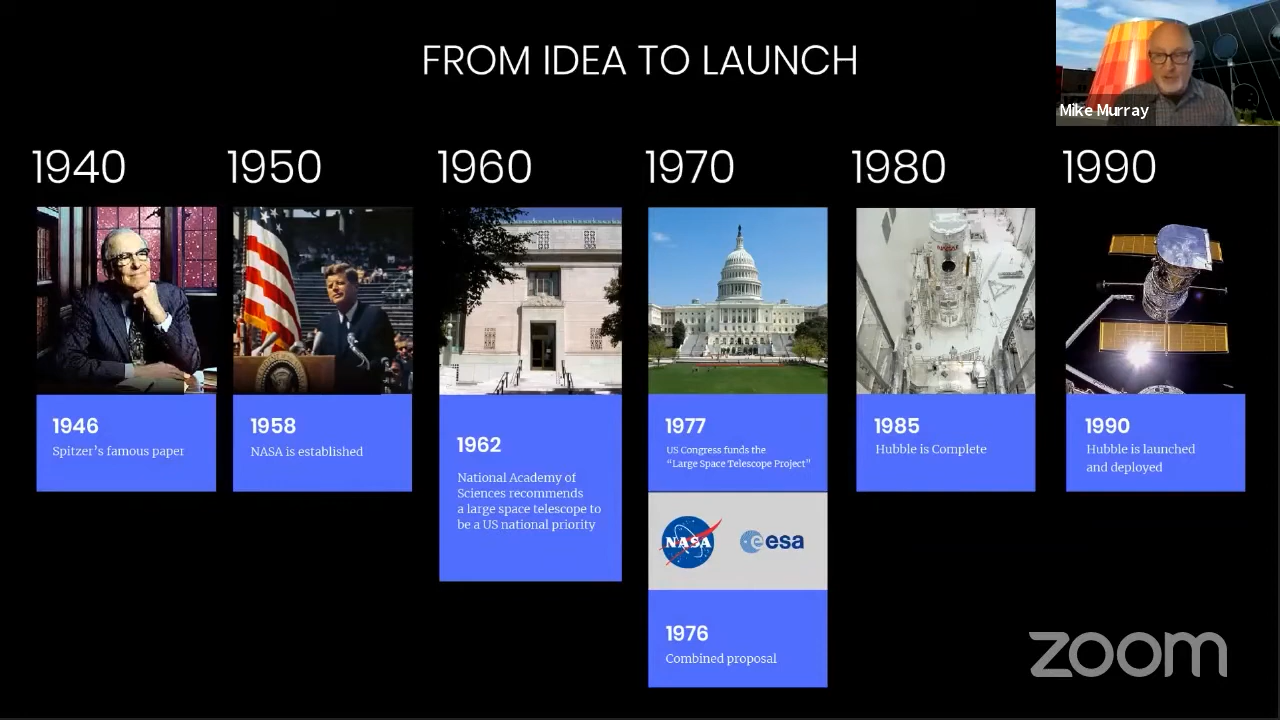 FROM IDEA TO LAUNCH
Mike Murray
1940
1950
1960
1970
1980
1990
1946
Spitzer’s famous paper
1958
NASA is established
1962
National Academy of
Sciences recommends
a large space telescope to
be a US national priority
1977
US Congress funds the
“Large Space Telescope Project”
NASA
esa
1976
Combined proposal
1985
Hubble is Complete
1990
Hubble is launched
and deployed
zoom